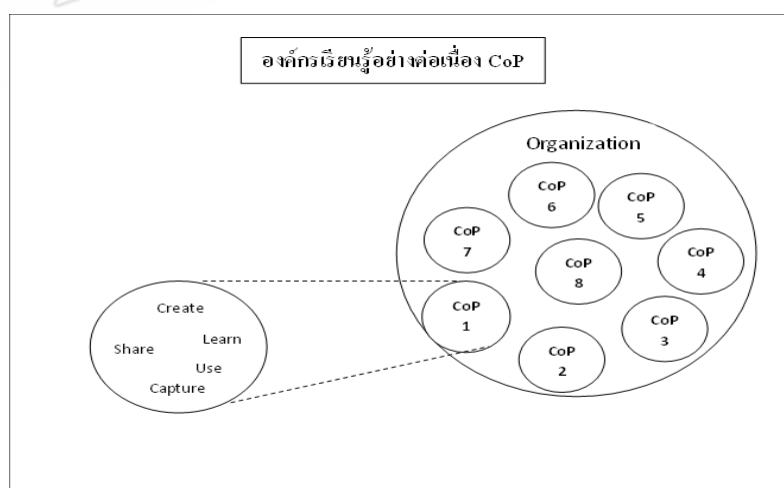 องค์กรเรียนรู้อย่างต่อเนื่อง CoP
Organization
CoP
6
CoP
5
CoP
7
CoP
8
CoP
4
CoP
1
CoP
3
CoP
2
Create
Share
Learn
Use
Capture